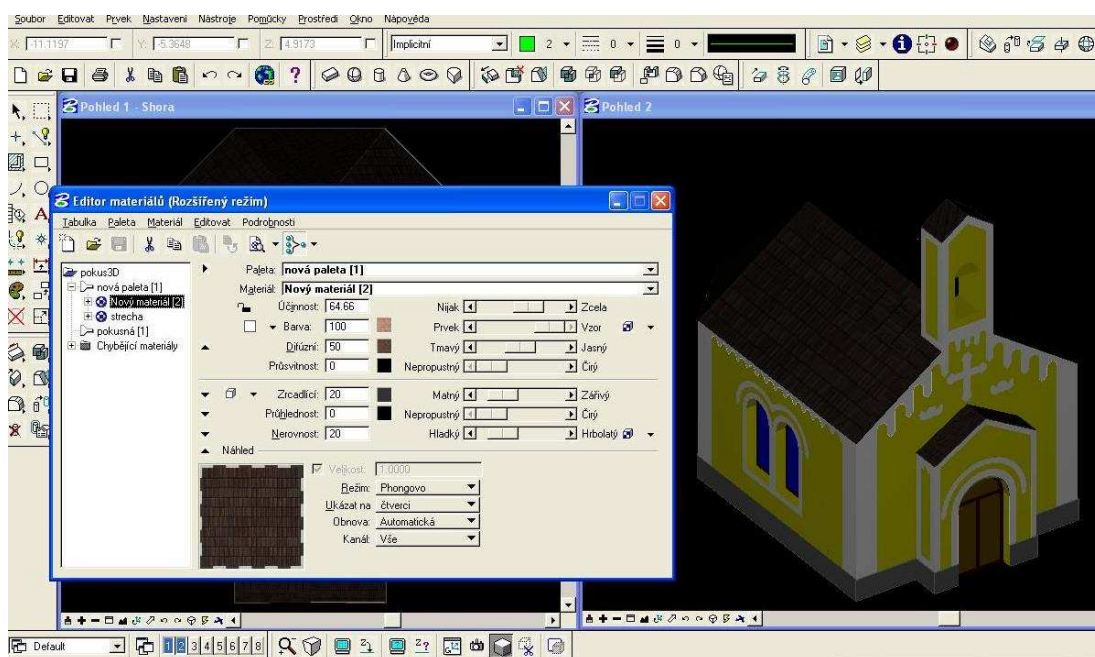 Soubor Editovat Prvek Nastavení Nástroje Pomůcky Prostředí Okno Nápověda
X: -11.1197 Y: -5.3648 Z: 4.9173 Implicitní 2 0 0
Pohled 1 - Shora
Pohled 2
Editor materiálů (Rozšířený režim)
Tabulka Paleta Materiál Editovat Podrobnosti
pokus3D
nová paleta [1]
Nový materiál [2]
strecha
pokusná [1]
Chybějící materiály
Paleta: nová paleta [1]
Materiál: Nový materiál [2]
Účinnost: 64.66 Nijak Zcela
Barva: 100 Prvek Vzor
Difúzní: 50 Tmavý Jasný
Průsvitnost: 0 Nepropustný Čirý
Zrcadlící: 20 Matný Zářivý
Průhlednost: 0 Nepropustný Čirý
Nerovnost: 20 Hladký Hrbolatý
Náhled
Velikost: 1.0000
Režim: Phongovo
Ukázat na čtverci
Obnova: Automatická
Kanál: Vše
Default 1 2 3 4 5 6 7 8